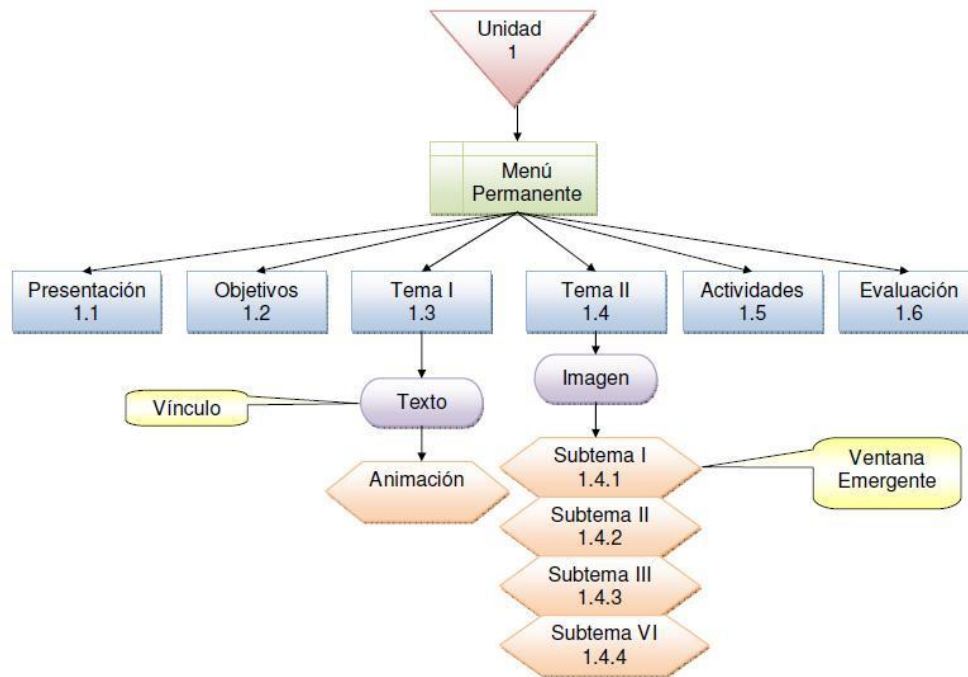 Unidad
1
Menú
Permanente
Presentación
1.1
Objetivos
1.2
Tema I
1.3
Tema II
1.4
Actividades
1.5
Evaluación
1.6
Vínculo
Texto
Imagen
Animación
Subtema I
1.4.1
Ventana
Emergente
Subtema II
1.4.2
Subtema III
1.4.3
Subtema VI
1.4.4